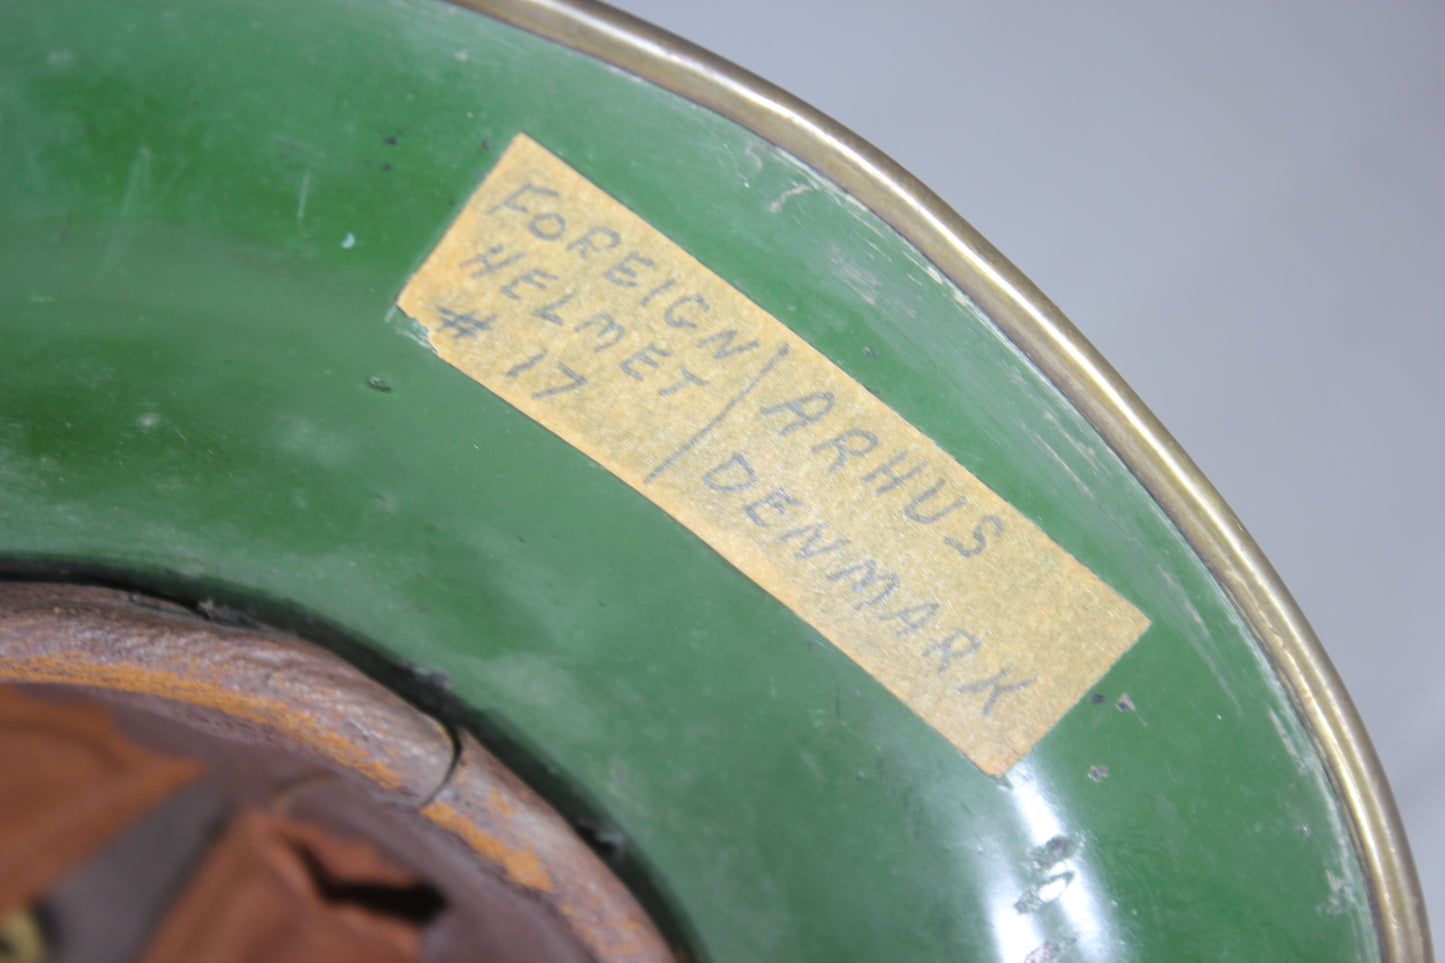 FOREIGN
HELMET
# 17
ARHUS
DENMARK